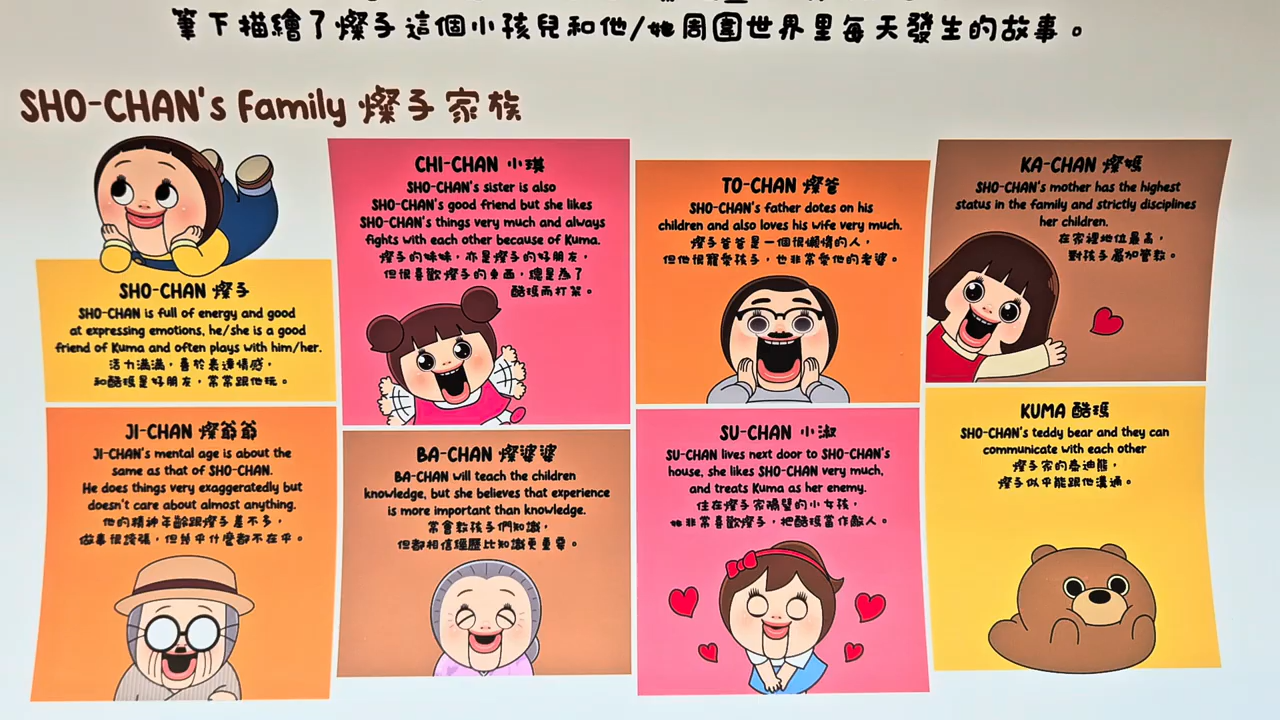 筆下描繪了燦子這個小孩兒和他/她周圍世界里每天發生的故事。
SHO-CHAN's Family 燦子家族
SHO-CHAN 燦子
SHO-CHAN is full of energy and good
at expressing emotions, he/she is a good
friend of Kuma and often plays with him/her.
活力滿滿，喜於表達情感，
和酷瑪是好朋友，常常跟他玩。
CHI-CHAN 小琪
SHO-CHAN's sister is also
SHO-CHAN's good friend but she likes
SHO-CHAN's things very much and always
fights with each other because of Kuma.
燦子的妹妹，亦是燦子的好朋友，
但很喜歡燦子的東西，總是為了
酷瑪而打架。
TO-CHAN 燦爸
SHO-CHAN's father dotes on his
children and also loves his wife very much.
燦子爸爸是一個很懶惰的人，
但他很寵愛孩子，也非常愛他的老婆。
KA-CHAN 燦媽
SHO-CHAN's mother has the highest
status in the family and strictly disciplines
her children.
在家裡地位最高，
對孩子嚴加管教。
JI-CHAN 燦爺爺
JI-CHAN's mental age is about the
same as that of SHO-CHAN.
He does things very exaggeratedly but
doesn't care about almost anything.
他的精神年齡跟燦子差不多，
做事很誇張，但幾乎什麼都不在乎。
BA-CHAN 燦婆婆
BA-CHAN will teach the children
knowledge, but she believes that experience
is more important than knowledge.
常會教孩子們知識，
但都相信經歷比知識更重要。
SU-CHAN 小淑
SU-CHAN lives next door to SHO-CHAN's
house, she likes SHO-CHAN very much,
and treats Kuma as her enemy.
住在燦子家隔壁的小女孩，
她非常喜歡燦子，把酷瑪當作敵人。
KUMA 酷瑪
SHO-CHAN's teddy bear and they can
communicate with each other
燦子家的泰迪熊，
燦子似乎能跟他溝通。